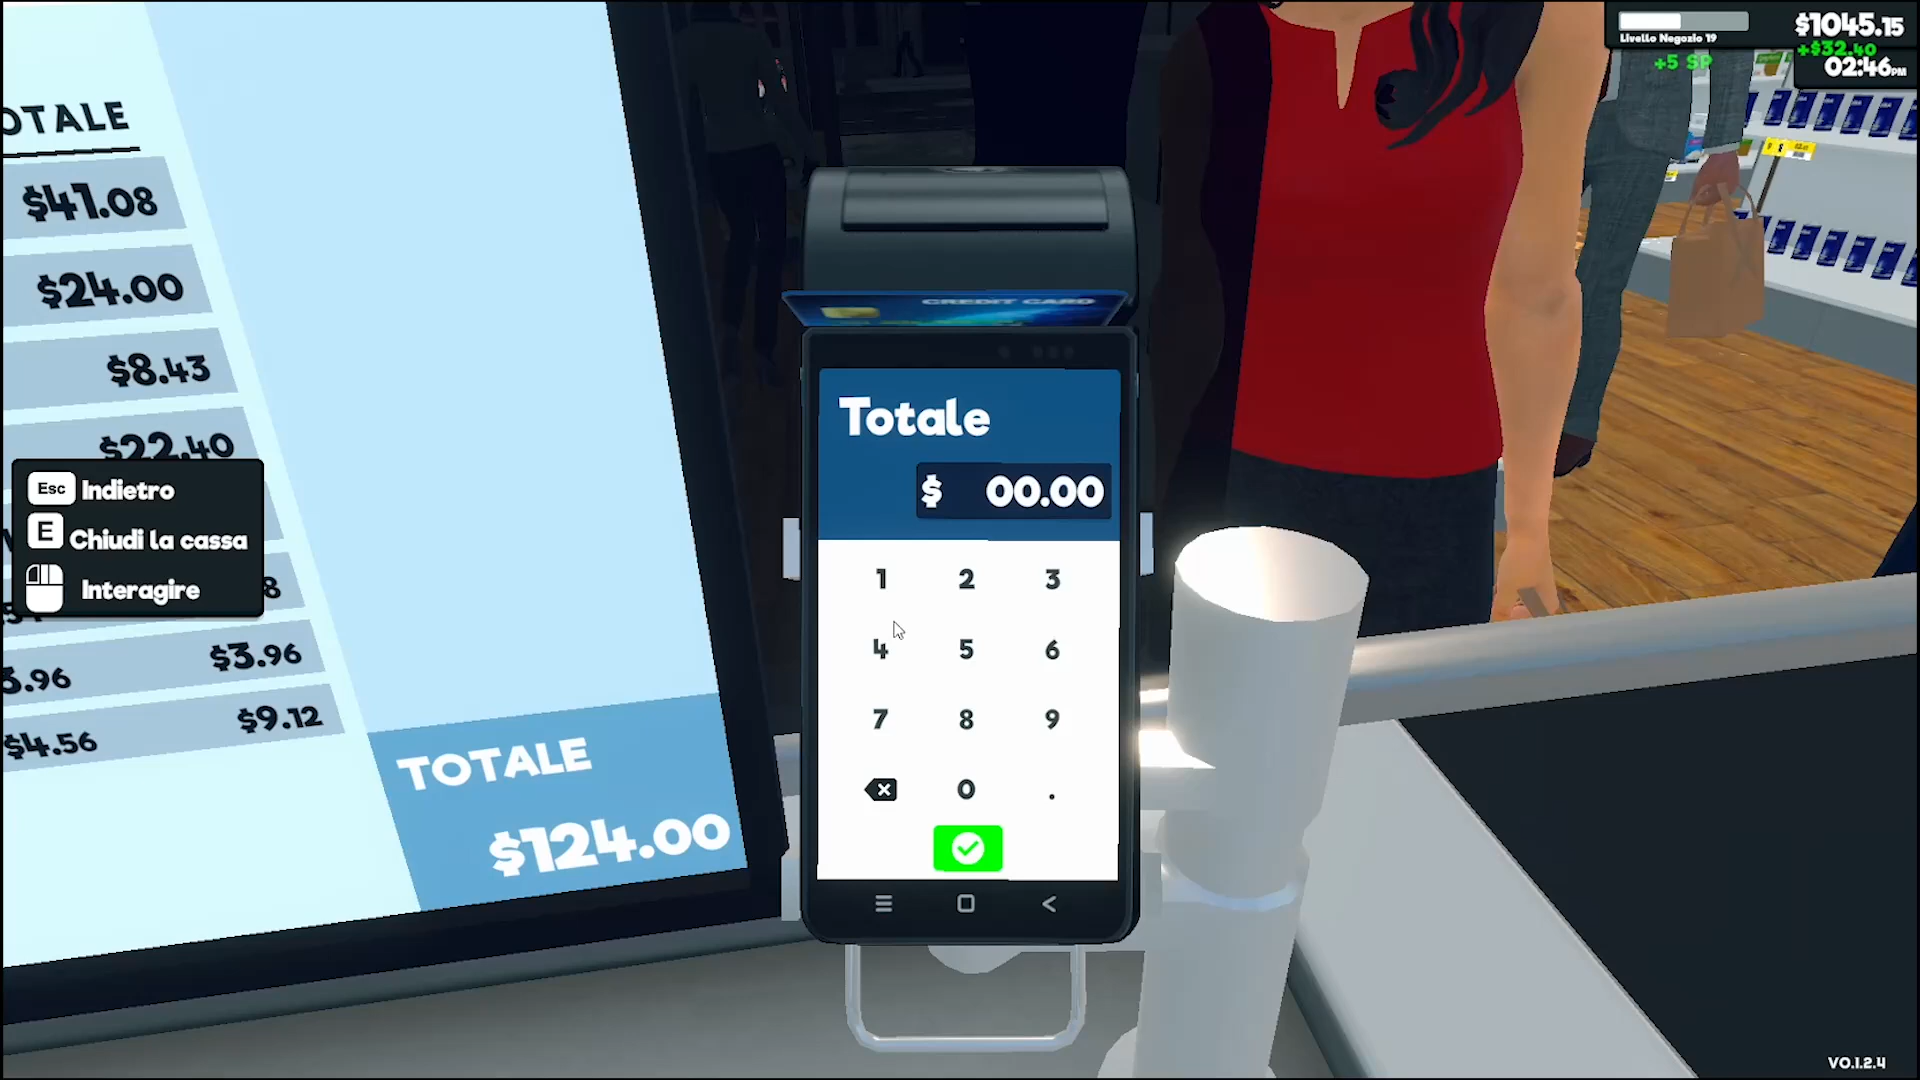 OTALE
$41.08
$24.00
$8.43
$22.40
Esc Indietro
E Chiudi la cassa
Interagire
8
3.96 $3.96
$4.56 $9.12
TOTALE
$124.00
CREDIT CARD
Totale
$ 00.00
1 2 3
4 5 6
7 8 9
0 .
Livello Negozio 19
+5 SP
$1045.15
+$32.40
02:46PM
V0.1.2.4